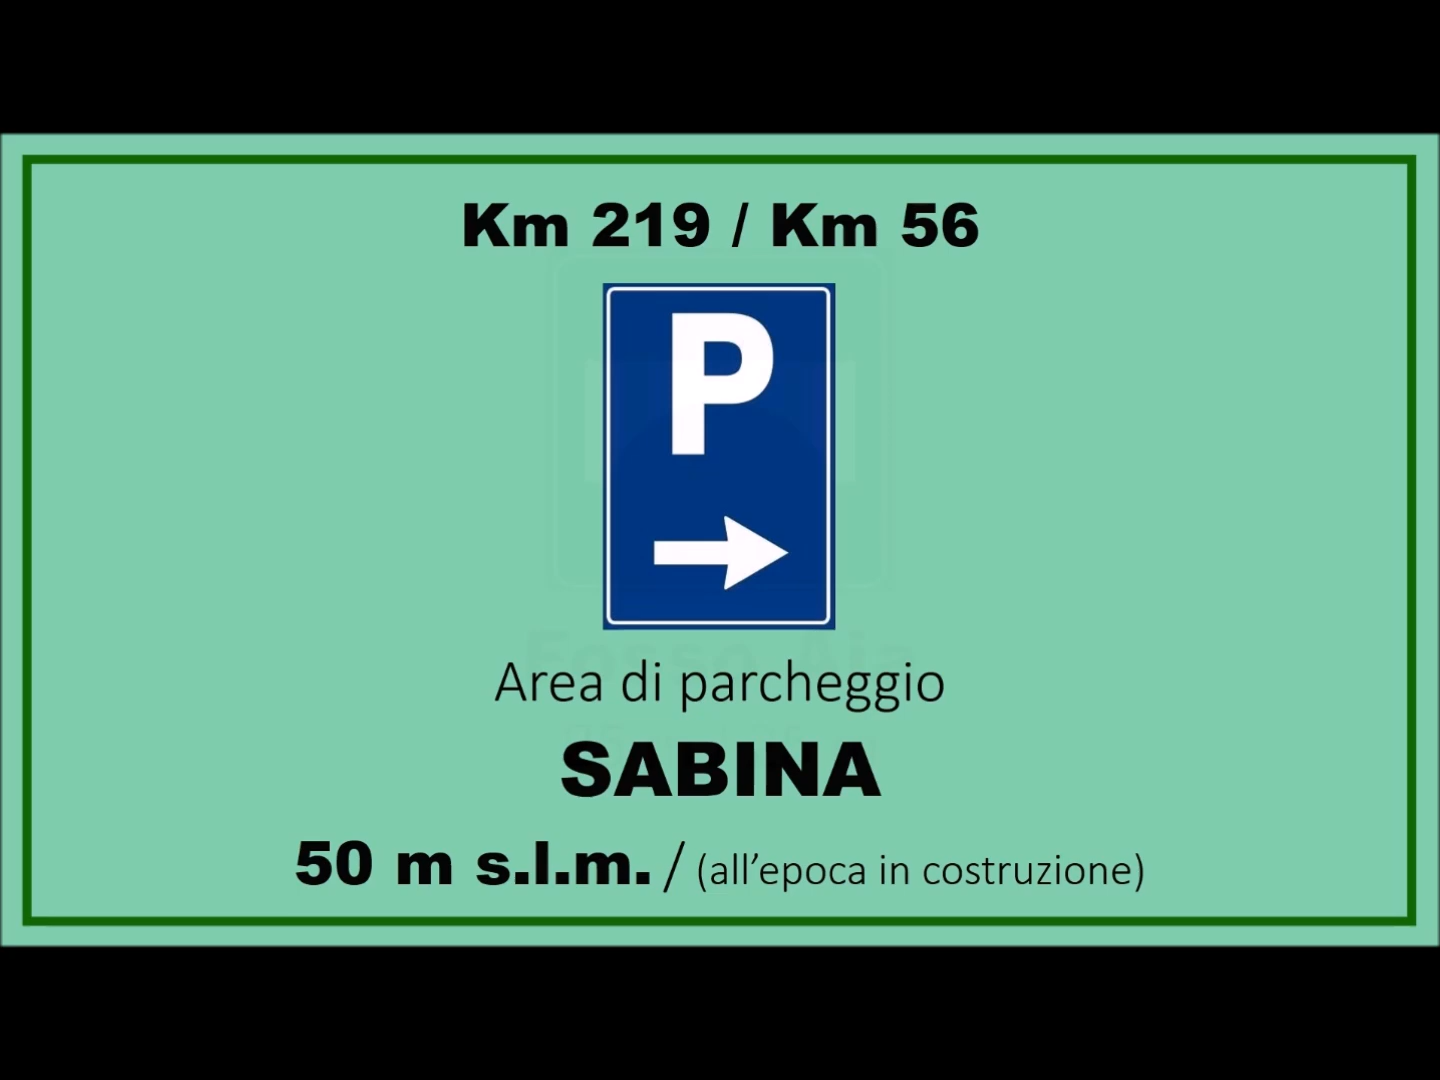 Km 219 / Km 56
P
Area di parcheggio
SABINA
50 m s.l.m. / (all’epoca in costruzione)